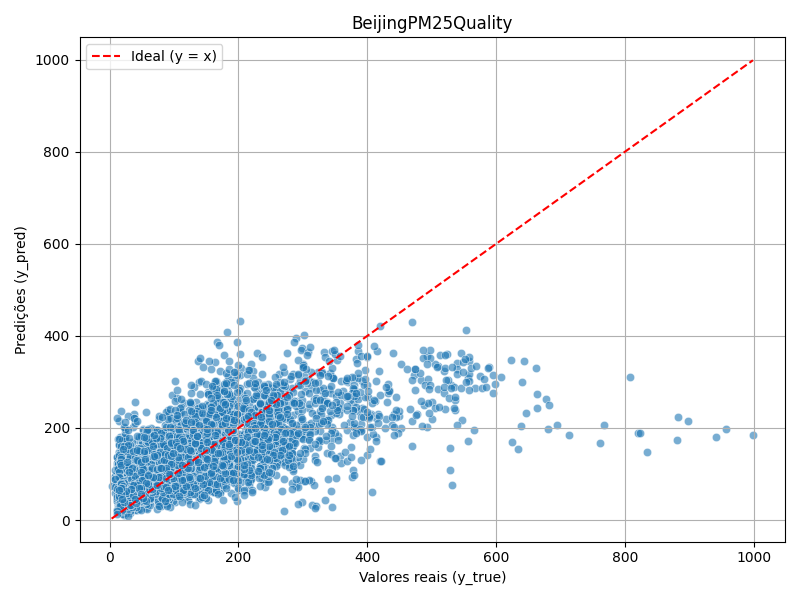 BeijingPM25Quality
Ideal (y = x)
1000
800
600
400
200
0
Predições (y_pred)
0 200 400 600 800 1000
Valores reais (y_true)